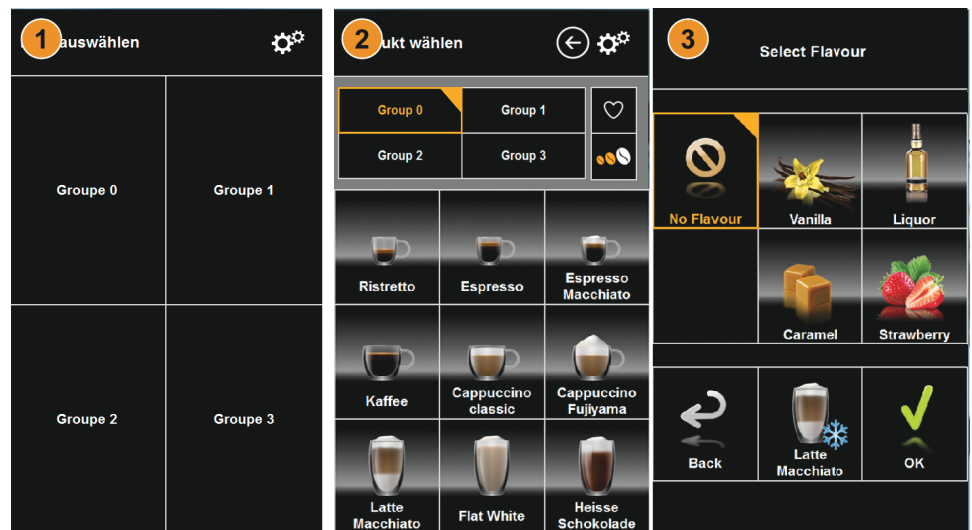 1
auswählen
Groupe 0
Groupe 1
Groupe 2
Groupe 3
2
ukt wählen
Group 0
Group 1
Group 2
Group 3
Ristretto
Espresso
Espresso
Macchiato
Kaffee
Cappuccino
classic
Cappuccino
Fujiyama
Latte
Macchiato
Flat White
Heisse
Schokolade
3
Select Flavour
No Flavour
Vanilla
Liquor
Caramel
Strawberry
Back
Latte
Macchiato
OK